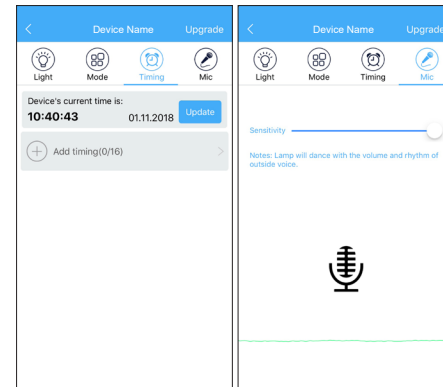 Device Name Upgrade
Light Mode Timing Mic
Device's current time is:
10:40:43 01.11.2018 Update
Add timing(0/16)
Device Name Upgrade
Light Mode Timing Mic
Sensitivity
Notes: Lamp will dance with the volume and rhythm of
outside voice.